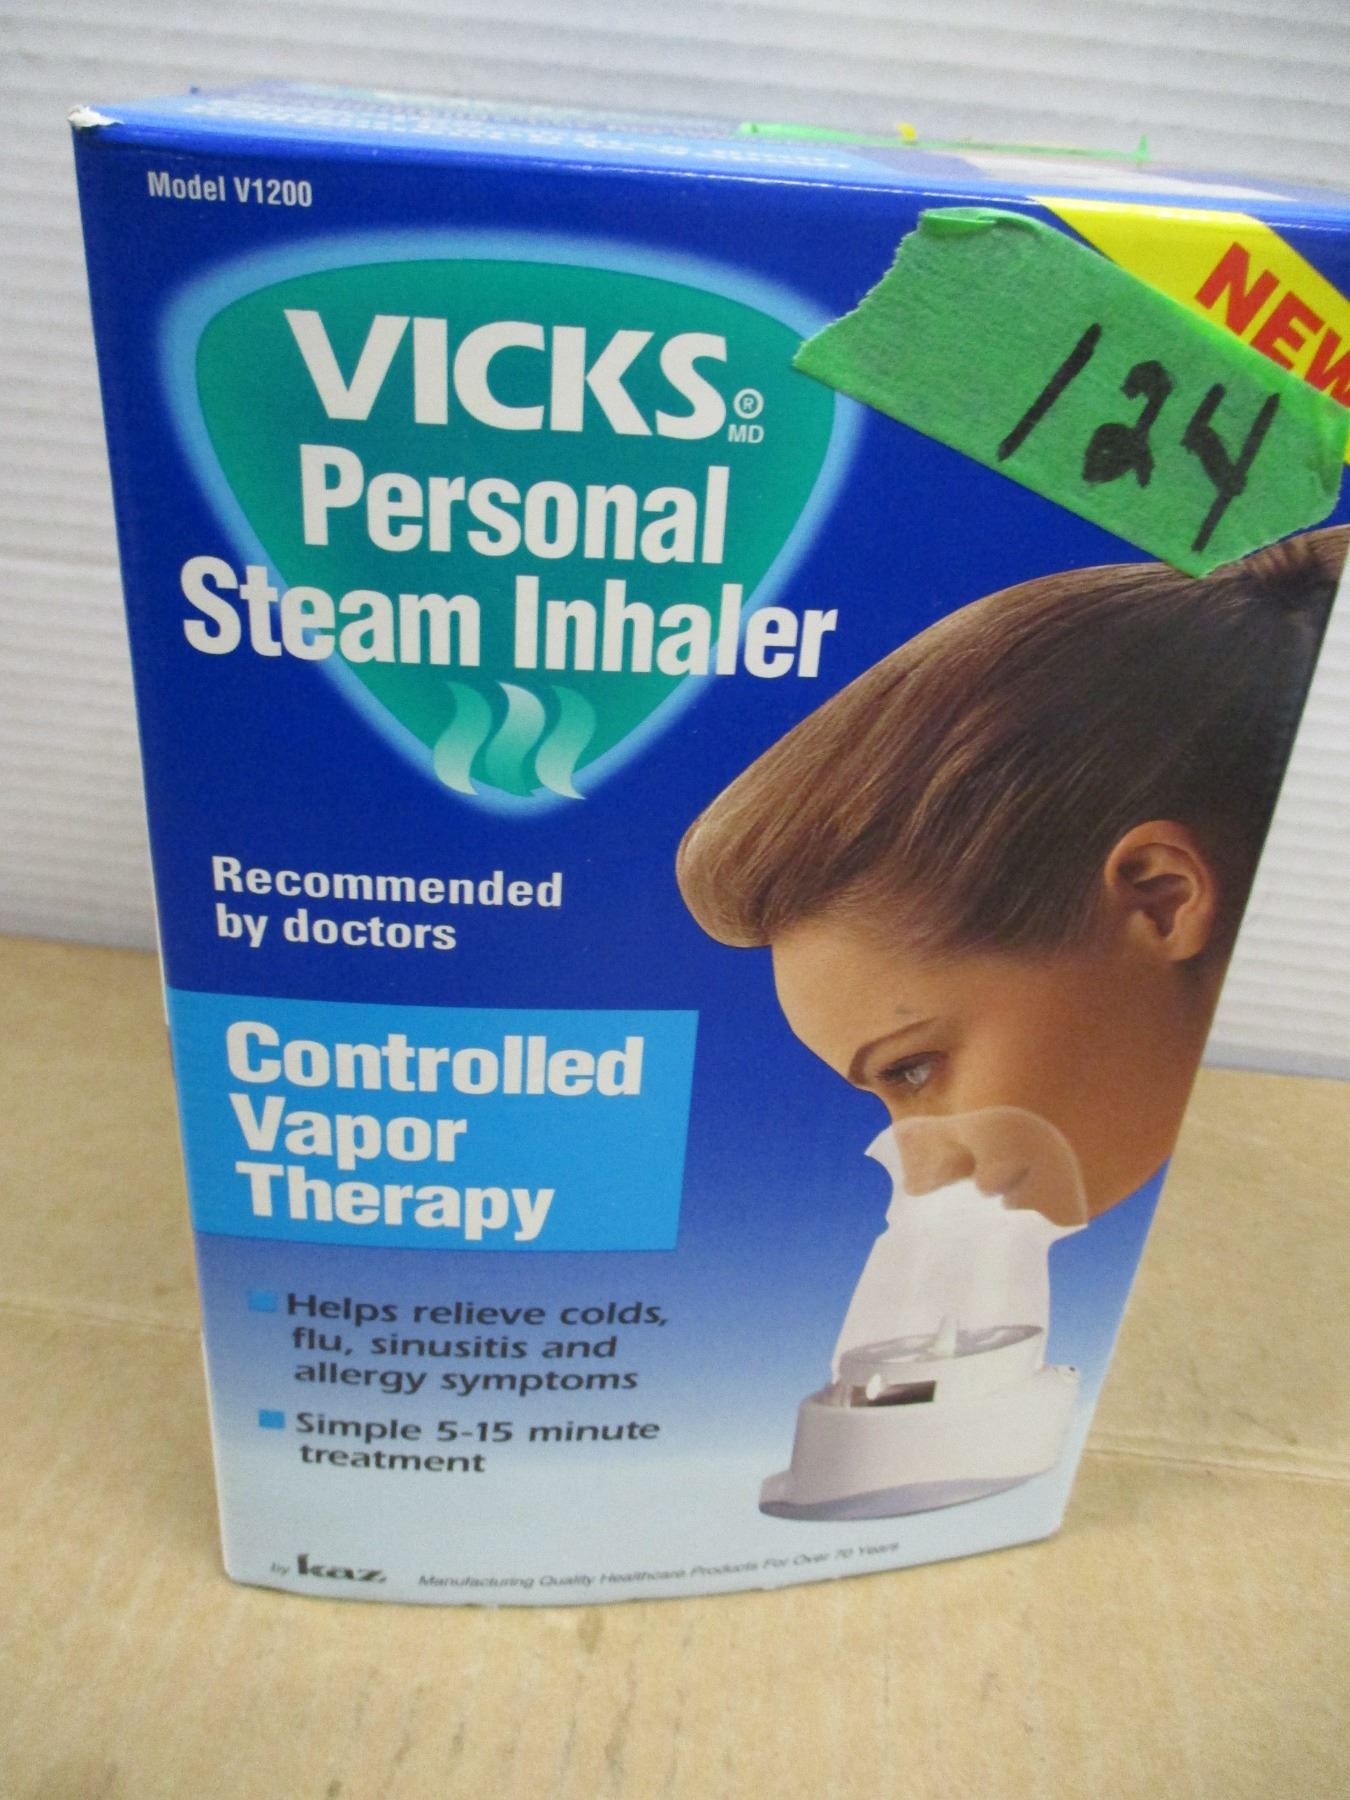 Model V1200
NEW
124
VICKS®
MD
Personal
Steam Inhaler
Recommended
by doctors
Controlled
Vapor
Therapy
Helps relieve colds,
flu, sinusitis and
allergy symptoms
Simple 5-15 minute
treatment
by kaz. Manufacturing Quality Healthcare Products For Over 70 Years